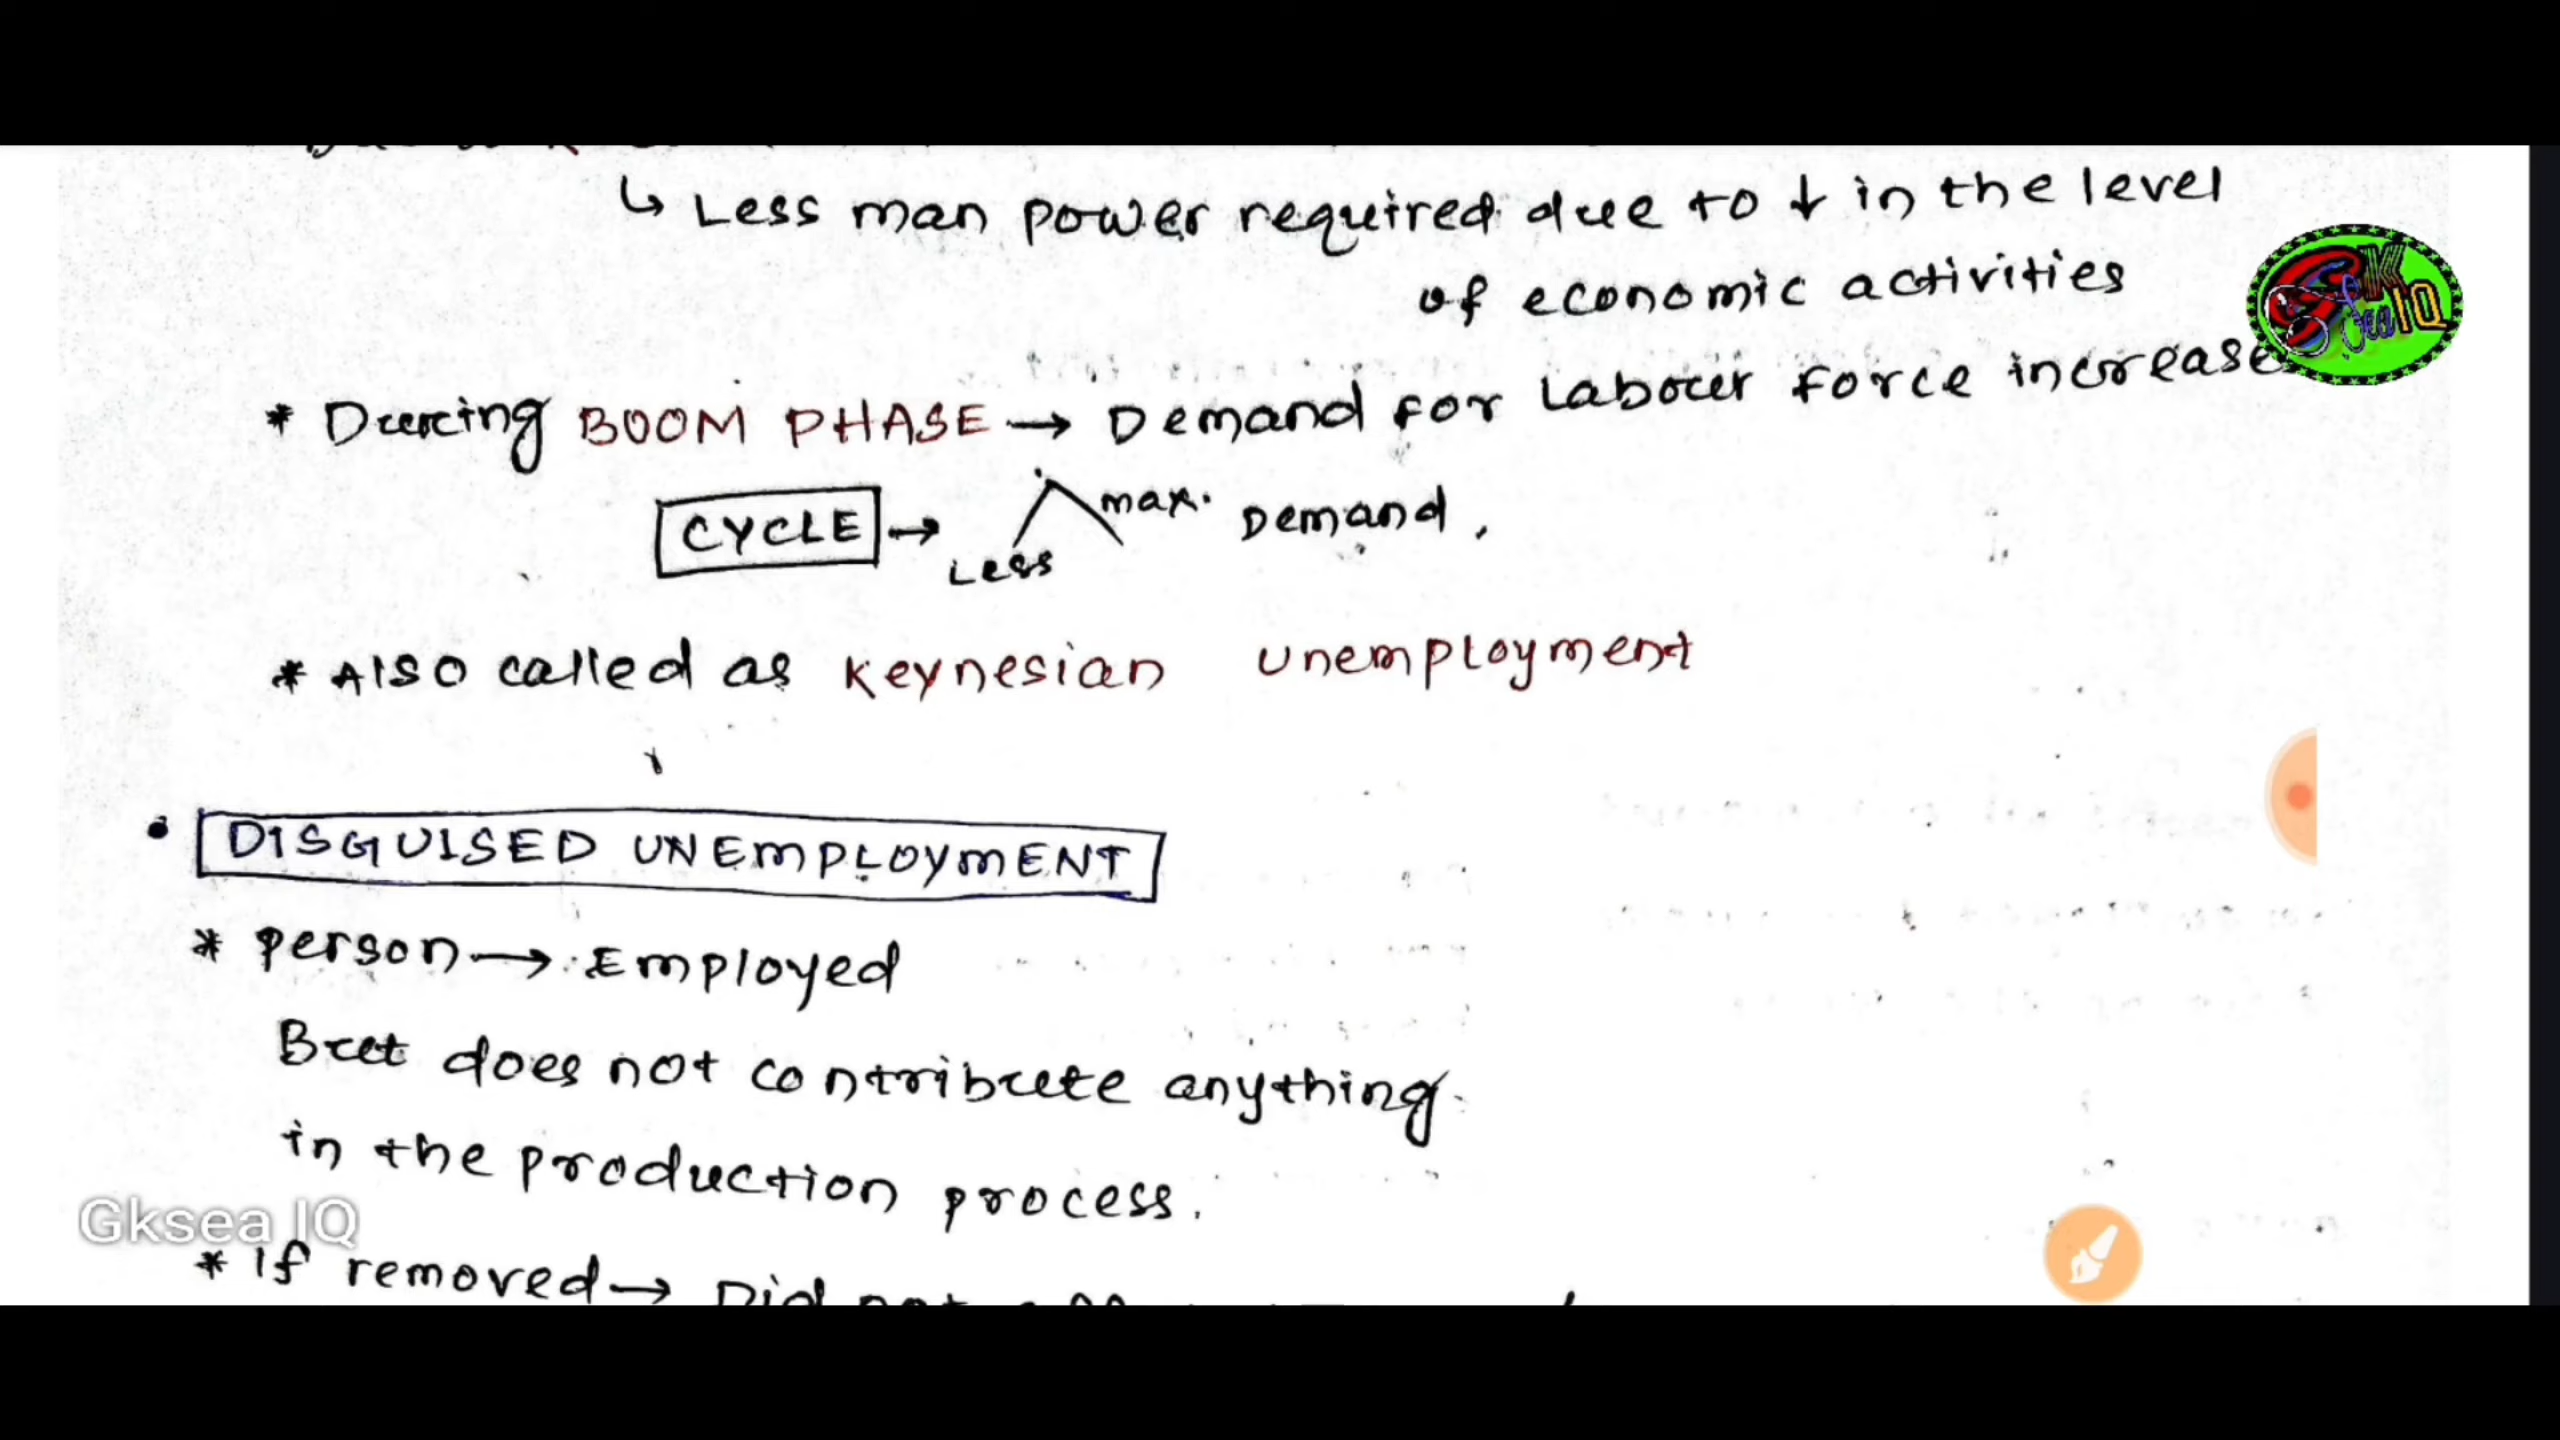 ↳ Less man power required due to ↓ in the level
of economic activities
* During BOOM PHASE → Demand for Labour force increase
CYCLE → Less max. Demand.
* Also called as Keynesian unemployment
• DISGUISED UNEMPLOYMENT
* person → Employed
But does not contribute anything
in the production process.
Gksea IQ
* If removed → Did not